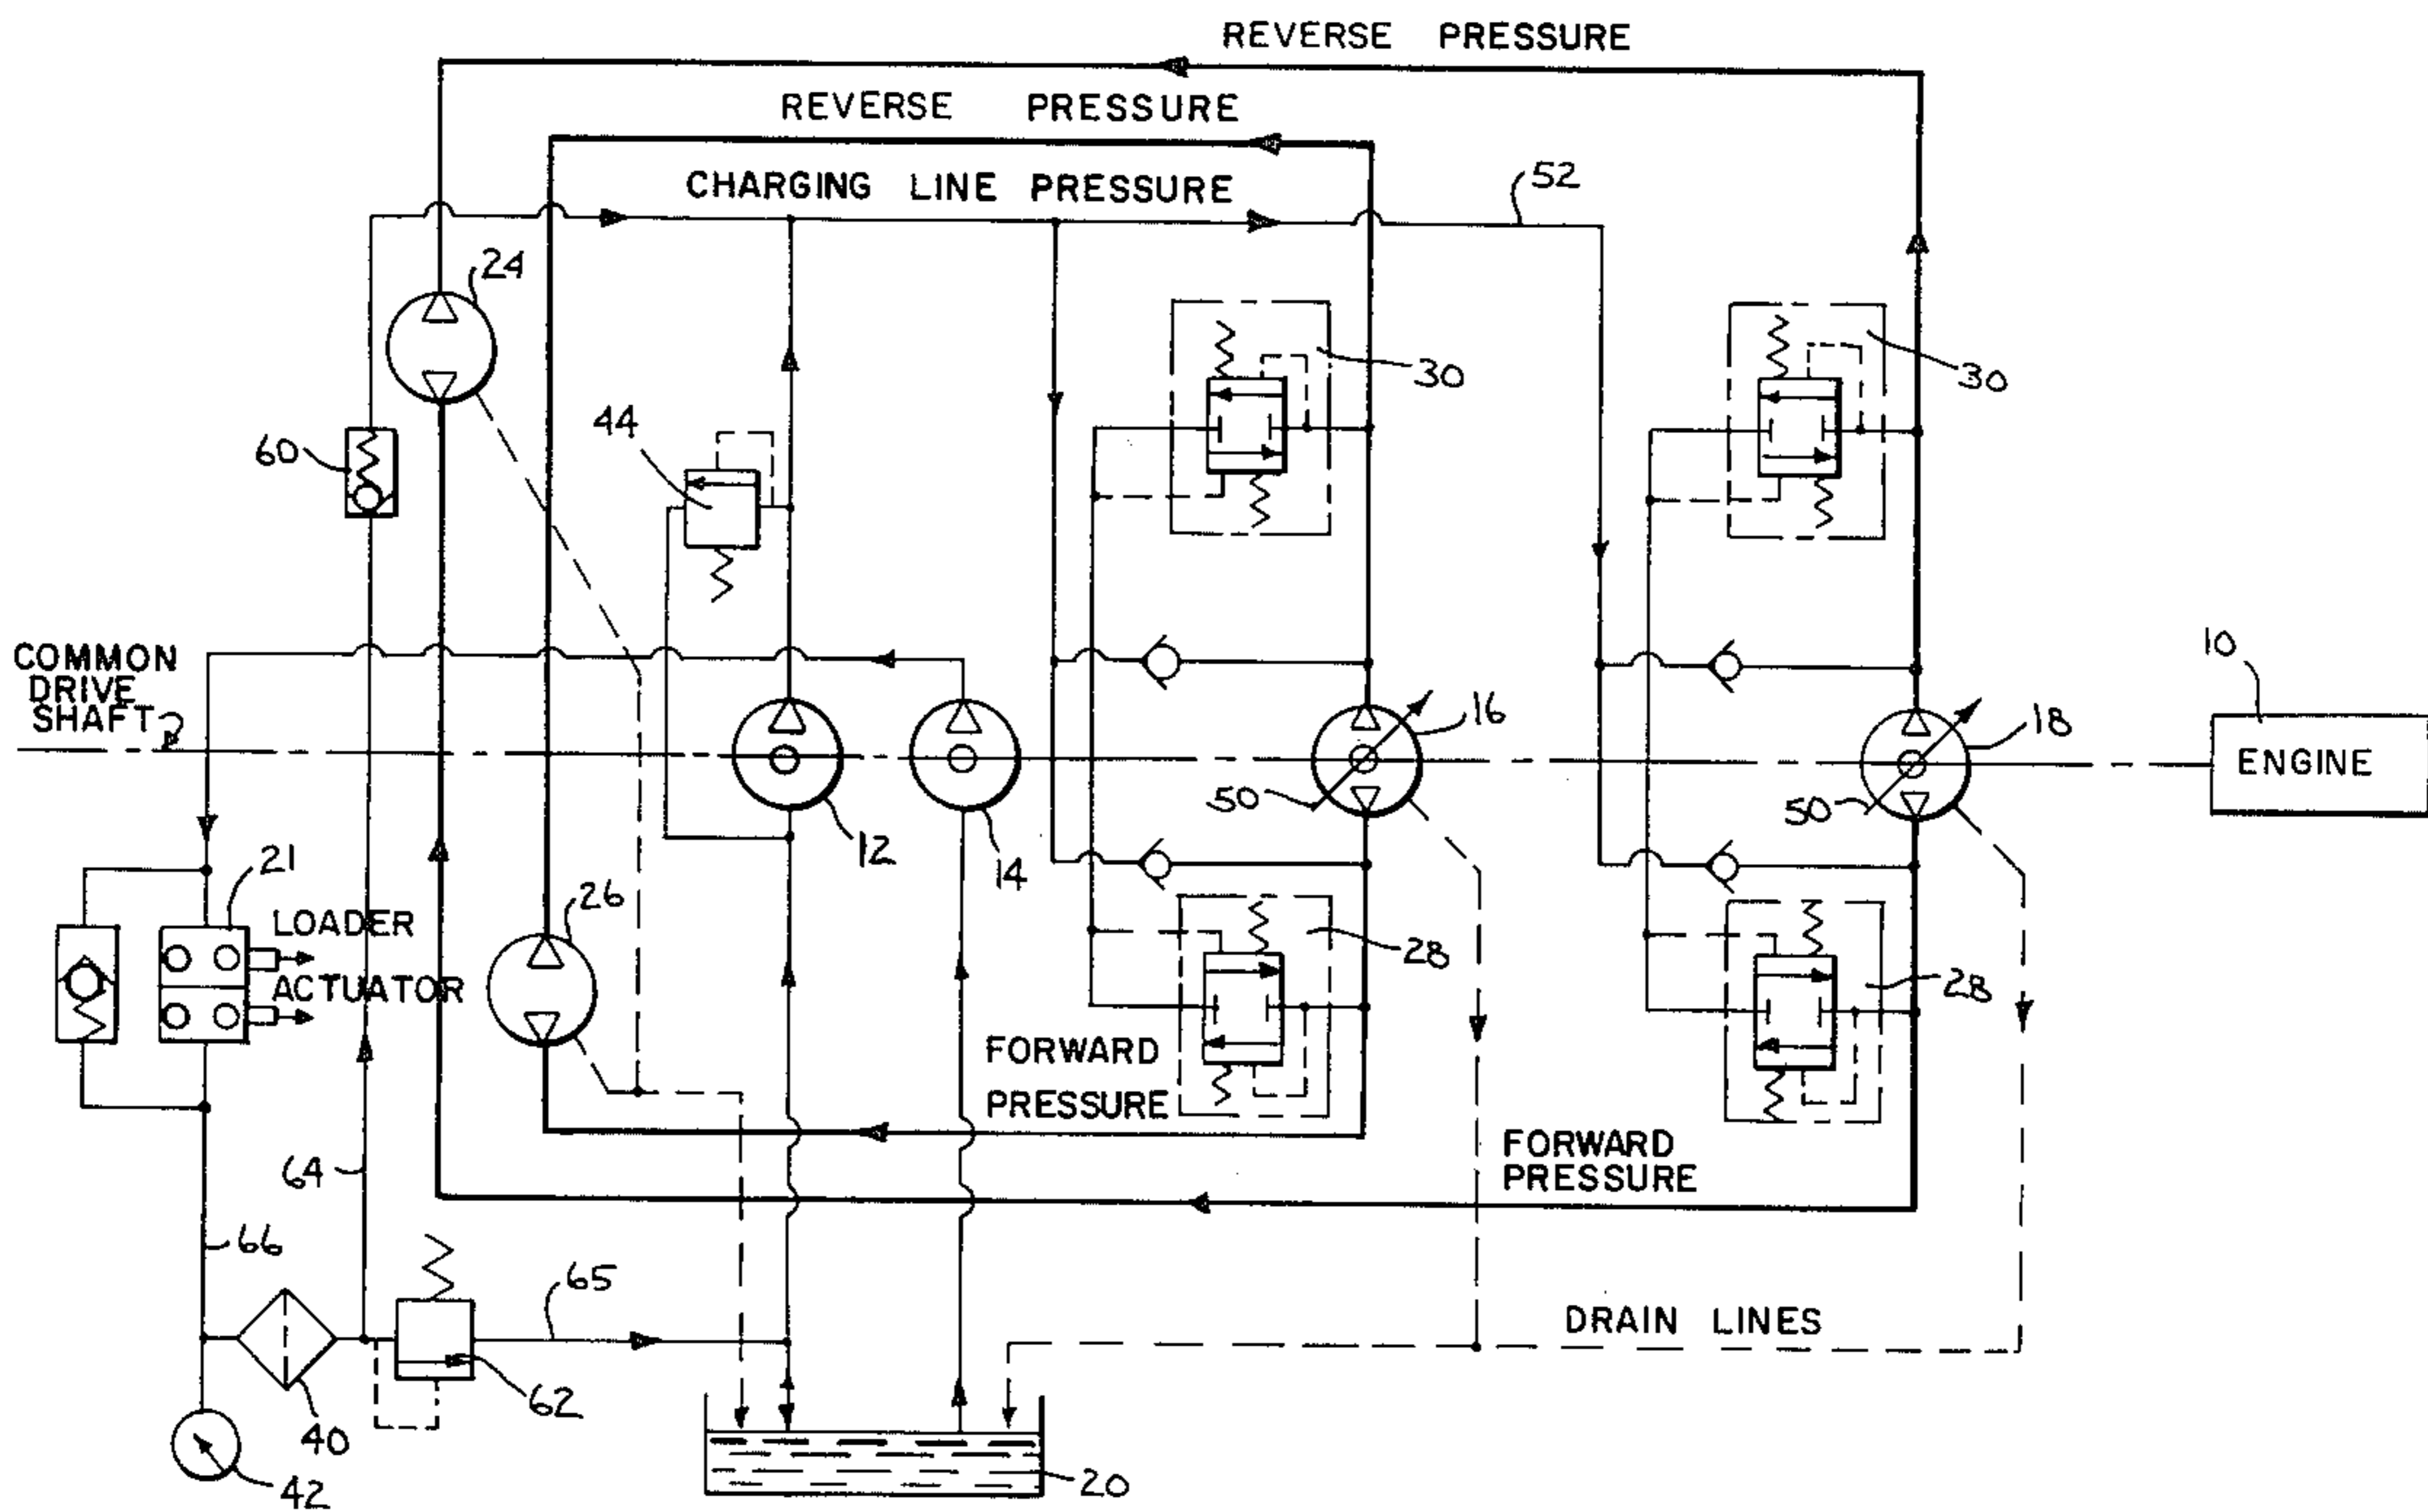 REVERSE PRESSURE
REVERSE PRESSURE
CHARGING LINE PRESSURE
52
24
30
30
44
60
COMMON
DRIVE
SHAFT
10
16
18
ENGINE
50
50
12
14
21
26
LOADER
ACTUATOR
28
28
FORWARD
PRESSURE
FORWARD
PRESSURE
64
66
65
DRAIN LINES
62
40
42
20